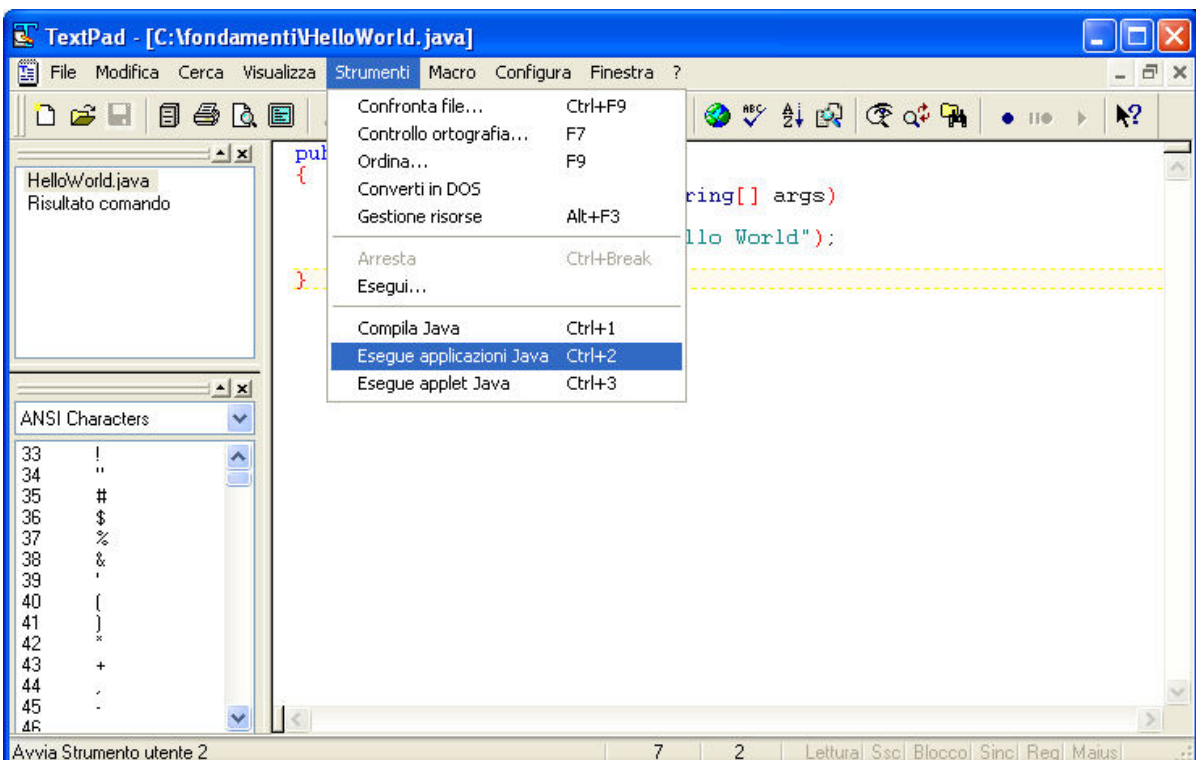 TextPad - [C:\fondamenti\HelloWorld.java]
File Modifica Cerca Visualizza Strumenti Macro Configura Finestra ?
Confronta file... Ctrl+F9
Controllo ortografia... F7
Ordina... F9
Converti in DOS
Gestione risorse Alt+F3
Arresta Ctrl+Break
Esegui...
Compila Java Ctrl+1
Esegue applicazioni Java Ctrl+2
Esegue applet Java Ctrl+3
HelloWorld.java
Risultato comando
pub
{
ring[] args)
llo World");
}
ANSI Characters
33 !
34 "
35 #
36 $
37 %
38 &
39 '
40 (
41 )
42 *
43 +
44 ,
45 -
46
Avvia Strumento utente 2 7 2 Lettura Ssc Blocco Sinc Reg Maius